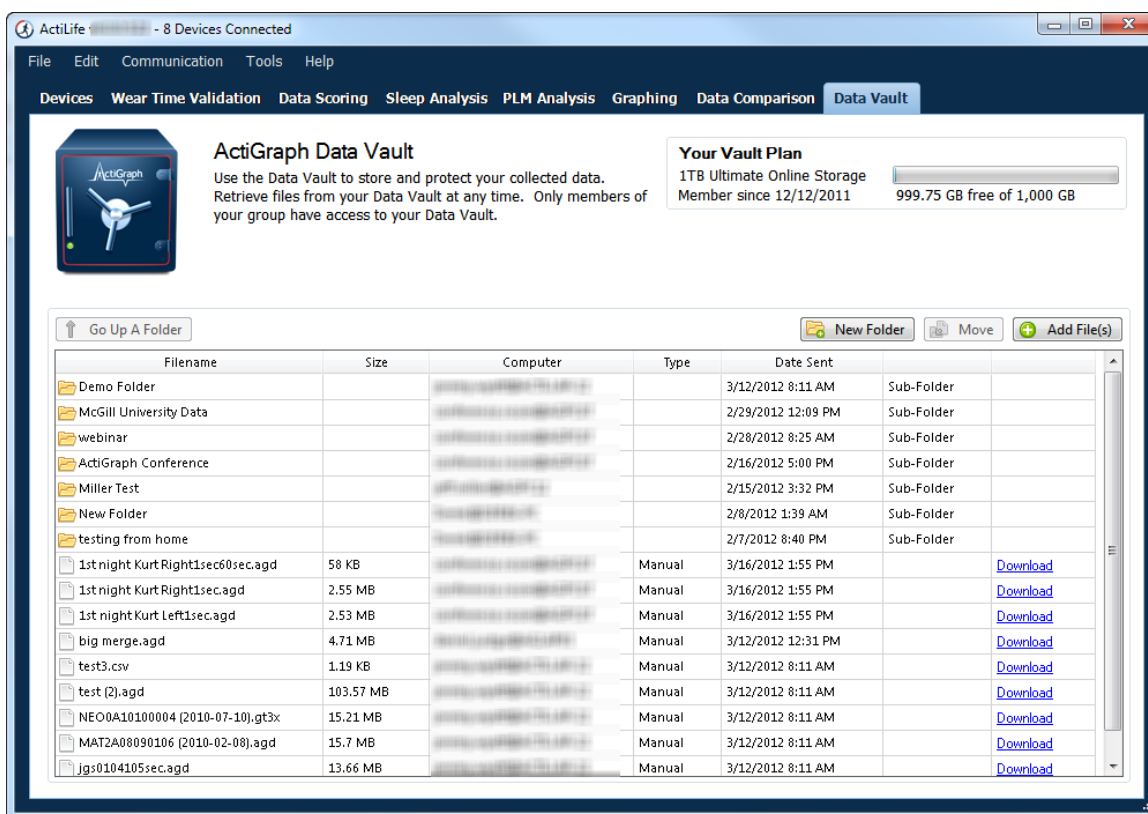 ActiLife - 8 Devices Connected
File Edit Communication Tools Help
Devices Wear Time Validation Data Scoring Sleep Analysis PLM Analysis Graphing Data Comparison Data Vault
ActiGraph
ActiGraph Data Vault
Use the Data Vault to store and protect your collected data.
Retrieve files from your Data Vault at any time. Only members of
your group have access to your Data Vault.
Your Vault Plan
1TB Ultimate Online Storage
Member since 12/12/2011 999.75 GB free of 1,000 GB
Go Up A Folder New Folder Move Add File(s)
Filename Size Computer Type Date Sent
Demo Folder 3/12/2012 8:11 AM Sub-Folder
McGill University Data 2/29/2012 12:09 PM Sub-Folder
webinar 2/28/2012 8:25 AM Sub-Folder
ActiGraph Conference 2/16/2012 5:00 PM Sub-Folder
Miller Test 2/15/2012 3:32 PM Sub-Folder
New Folder 2/8/2012 1:39 AM Sub-Folder
testing from home 2/7/2012 8:40 PM Sub-Folder
1st night Kurt Right1sec60sec.agd 58 KB Manual 3/16/2012 1:55 PM Download
1st night Kurt Right1sec.agd 2.55 MB Manual 3/16/2012 1:55 PM Download
1st night Kurt Left1sec.agd 2.53 MB Manual 3/16/2012 1:55 PM Download
big merge.agd 4.71 MB Manual 3/12/2012 12:31 PM Download
test3.csv 1.19 KB Manual 3/12/2012 8:11 AM Download
test (2).agd 103.57 MB Manual 3/12/2012 8:11 AM Download
NEO0A10100004 (2010-07-10).gt3x 15.21 MB Manual 3/12/2012 8:11 AM Download
MAT2A08090106 (2010-02-08).agd 15.7 MB Manual 3/12/2012 8:11 AM Download
jgs0104105sec.agd 13.66 MB Manual 3/12/2012 8:11 AM Download